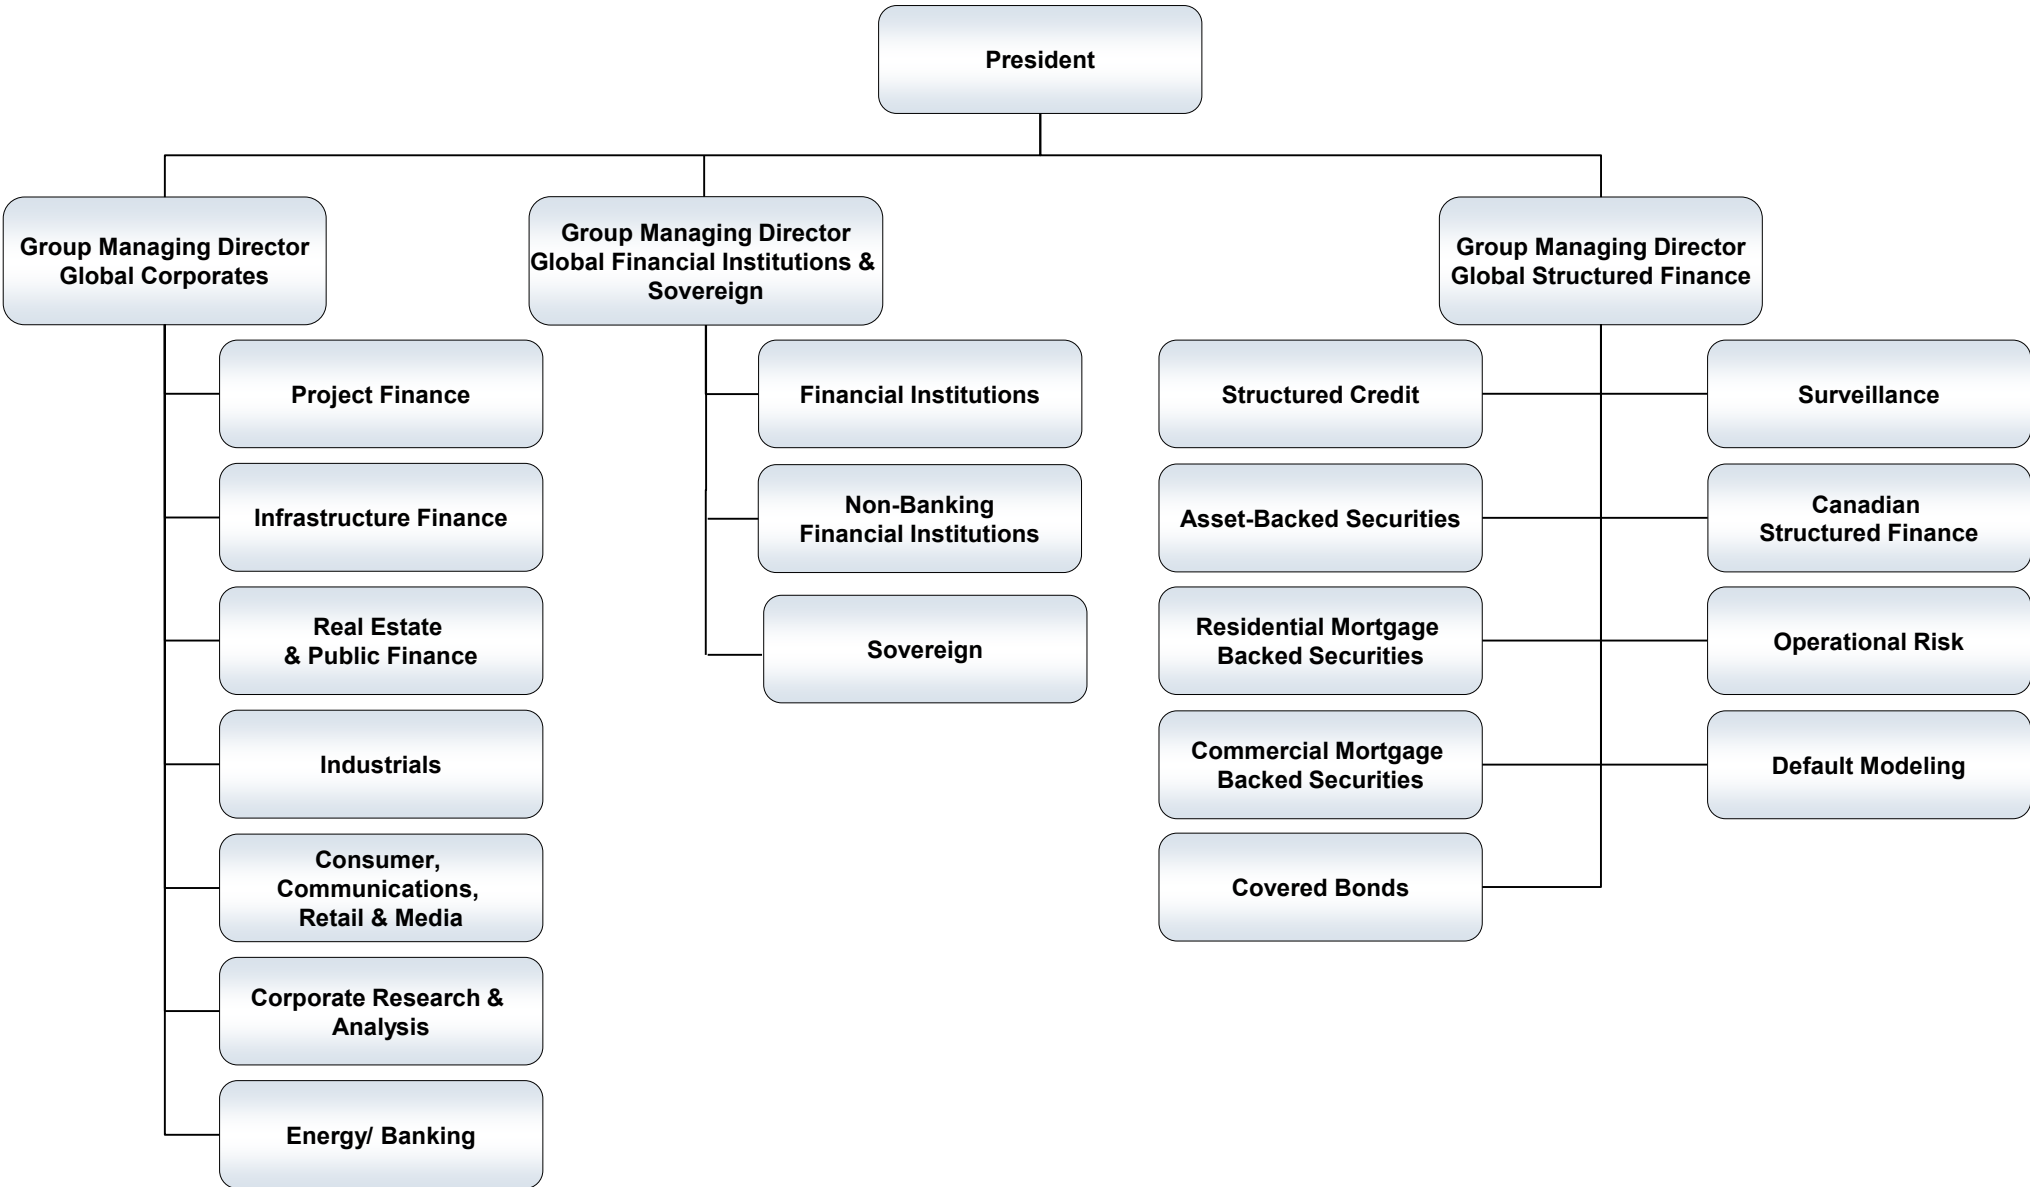 President
Group Managing Director
Global Corporates
Group Managing Director
Global Financial Institutions &
Sovereign
Group Managing Director
Global Structured Finance
Project Finance
Infrastructure Finance
Real Estate
& Public Finance
Industrials
Consumer,
Communications,
Retail & Media
Corporate Research &
Analysis
Energy/ Banking
Financial Institutions
Non-Banking
Financial Institutions
Sovereign
Structured Credit
Asset-Backed Securities
Residential Mortgage
Backed Securities
Commercial Mortgage
Backed Securities
Covered Bonds
Surveillance
Canadian
Structured Finance
Operational Risk
Default Modeling